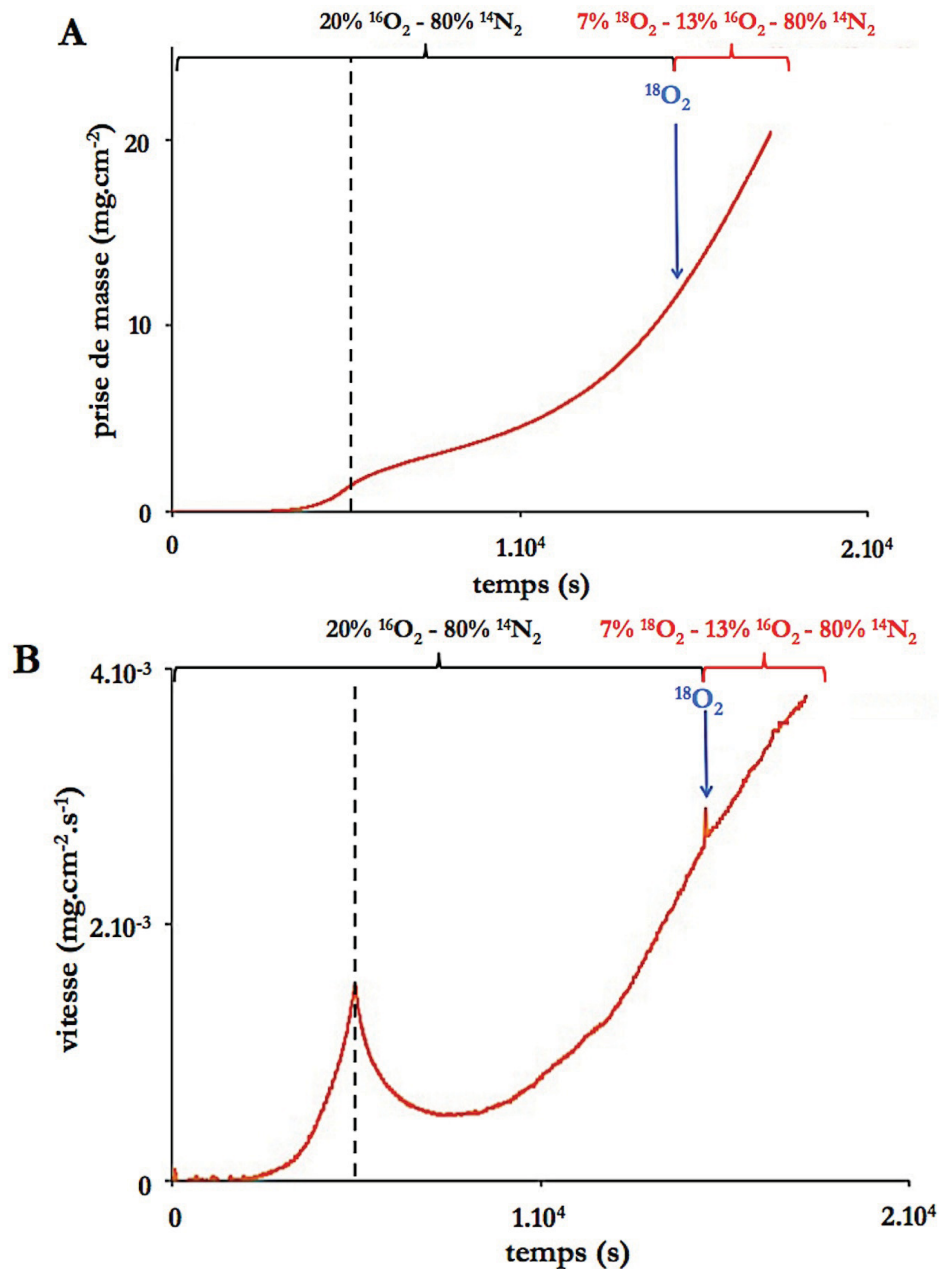 A
20% ¹⁶O₂ - 80% ¹⁴N₂
7% ¹⁸O₂ - 13% ¹⁶O₂ - 80% ¹⁴N₂
¹⁸O₂
20
10
0
prise de masse (mg.cm⁻²)
0
1.10⁴
2.10⁴
temps (s)
B
20% ¹⁶O₂ - 80% ¹⁴N₂
7% ¹⁸O₂ - 13% ¹⁶O₂ - 80% ¹⁴N₂
4.10⁻³
¹⁸O₂
2.10⁻³
0
vitesse (mg.cm⁻².s⁻¹)
0
1.10⁴
2.10⁴
temps (s)